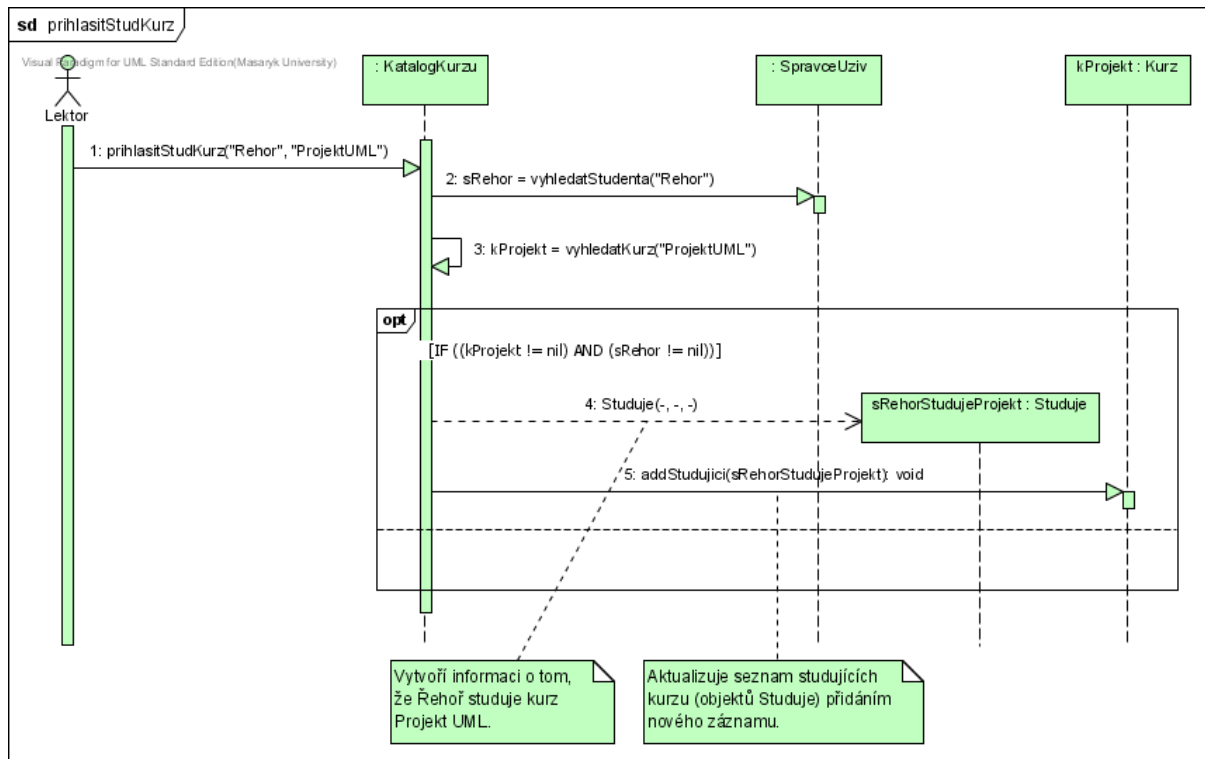 sd prihlasitStudKurz
Visual Paradigm for UML Standard Edition(Masaryk University)
Lektor
: KatalogKurzu
: SpravceUziv
kProjekt : Kurz
1: prihlasitStudKurz("Rehor", "ProjektUML")
2: sRehor = vyhledatStudenta("Rehor")
3: kProjekt = vyhledatKurz("ProjektUML")
opt
[IF ((kProjekt != nil) AND (sRehor != nil))]
4: Studuje(-, -, -)
sRehorStudujeProjekt : Studuje
5: addStudujici(sRehorStudujeProjekt): void
Vytvoří informaci o tom,
že Řehoř studuje kurz
Projekt UML.
Aktualizuje seznam studujících
kurzu (objektů Studuje) přidáním
nového záznamu.